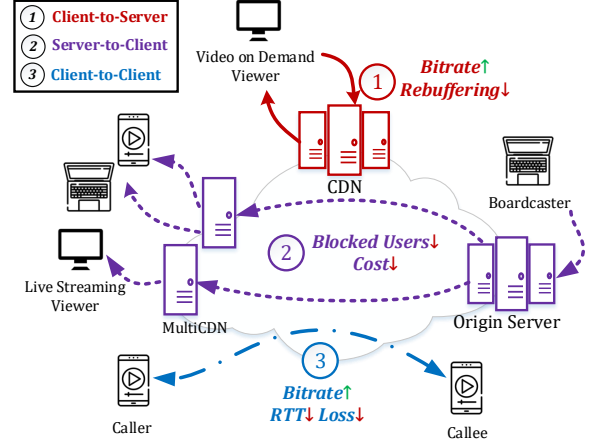 1 Client-to-Server
2 Server-to-Client
3 Client-to-Client
Video on Demand
Viewer
1
Bitrate↑
Rebuffering↓
CDN
Boardcaster
2
Blocked Users↓
Cost↓
Live Streaming
Viewer
MultiCDN
Origin Server
3
Bitrate↑
RTT↓ Loss↓
Caller
Callee